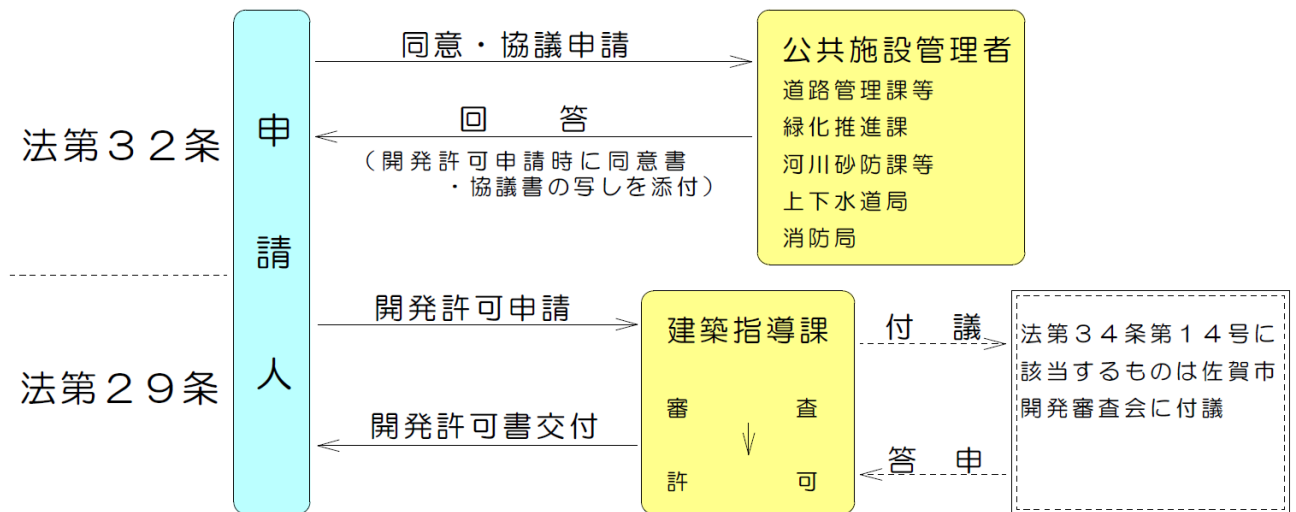 法第３２条
申請人
同意・協議申請
回答
（開発許可申請時に同意書
・協議書の写しを添付）
公共施設管理者
道路管理課等
緑化推進課
河川砂防課等
上下水道局
消防局
法第２９条
開発許可申請
開発許可書交付
建築指導課
審査
許可
付議
答申
法第３４条第１４号に
該当するものは佐賀市
開発審査会に付議